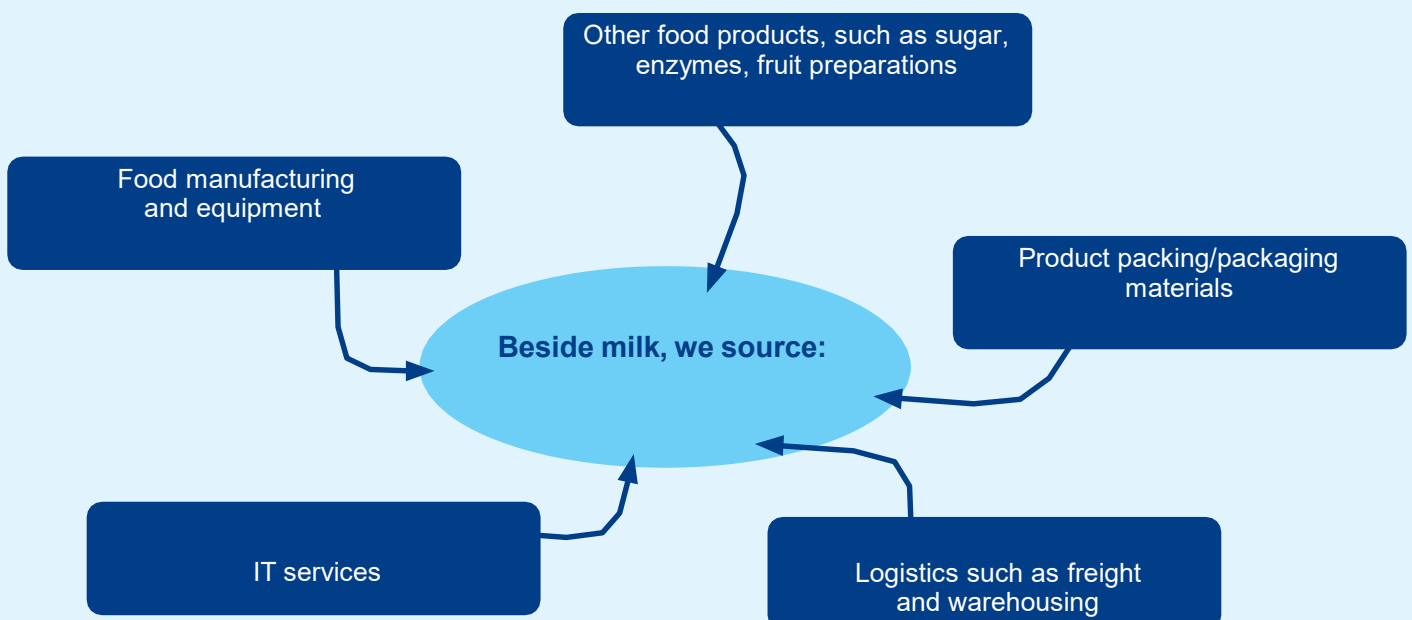 Other food products, such as sugar,
enzymes, fruit preparations
Food manufacturing
and equipment
Product packing/packaging
materials
Beside milk, we source:
IT services
Logistics such as freight
and warehousing